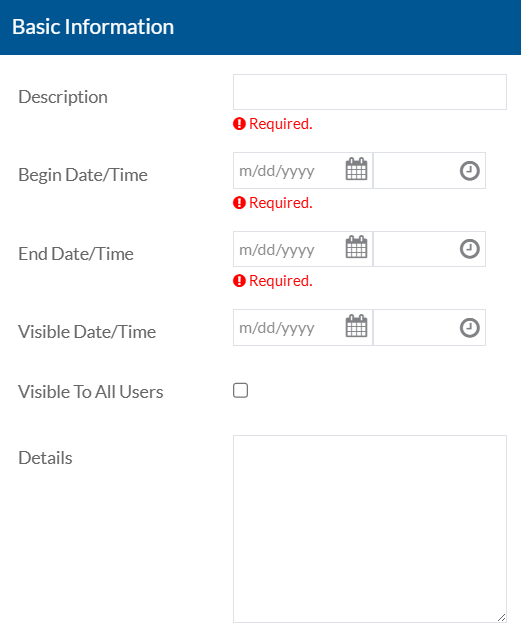 Basic Information
Description
Required.
Begin Date/Time m/dd/yyyy
Required.
End Date/Time m/dd/yyyy
Required.
Visible Date/Time m/dd/yyyy
Visible To All Users
Details